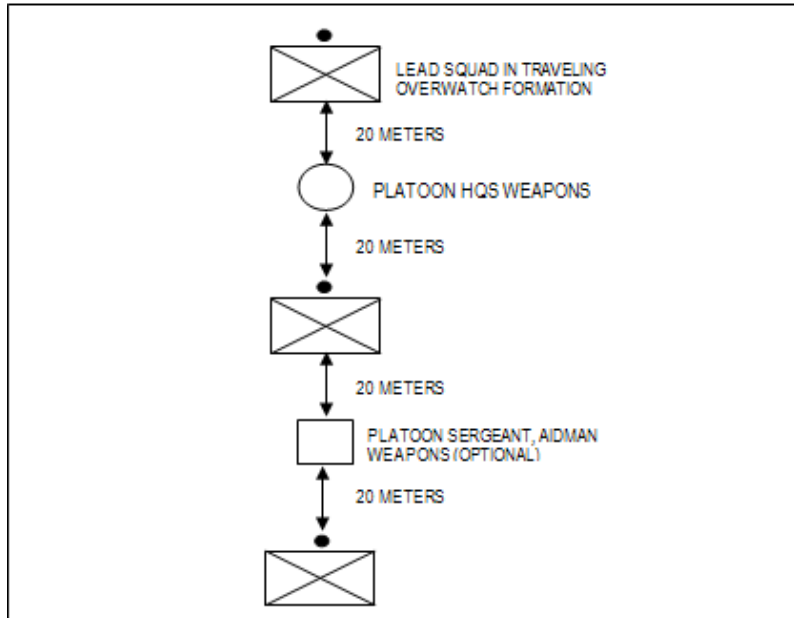 LEAD SQUAD IN TRAVELING
OVERWATCH FORMATION
20 METERS
PLATOON HQS WEAPONS
20 METERS
20 METERS
PLATOON SERGEANT, AIDMAN
WEAPONS (OPTIONAL)
20 METERS